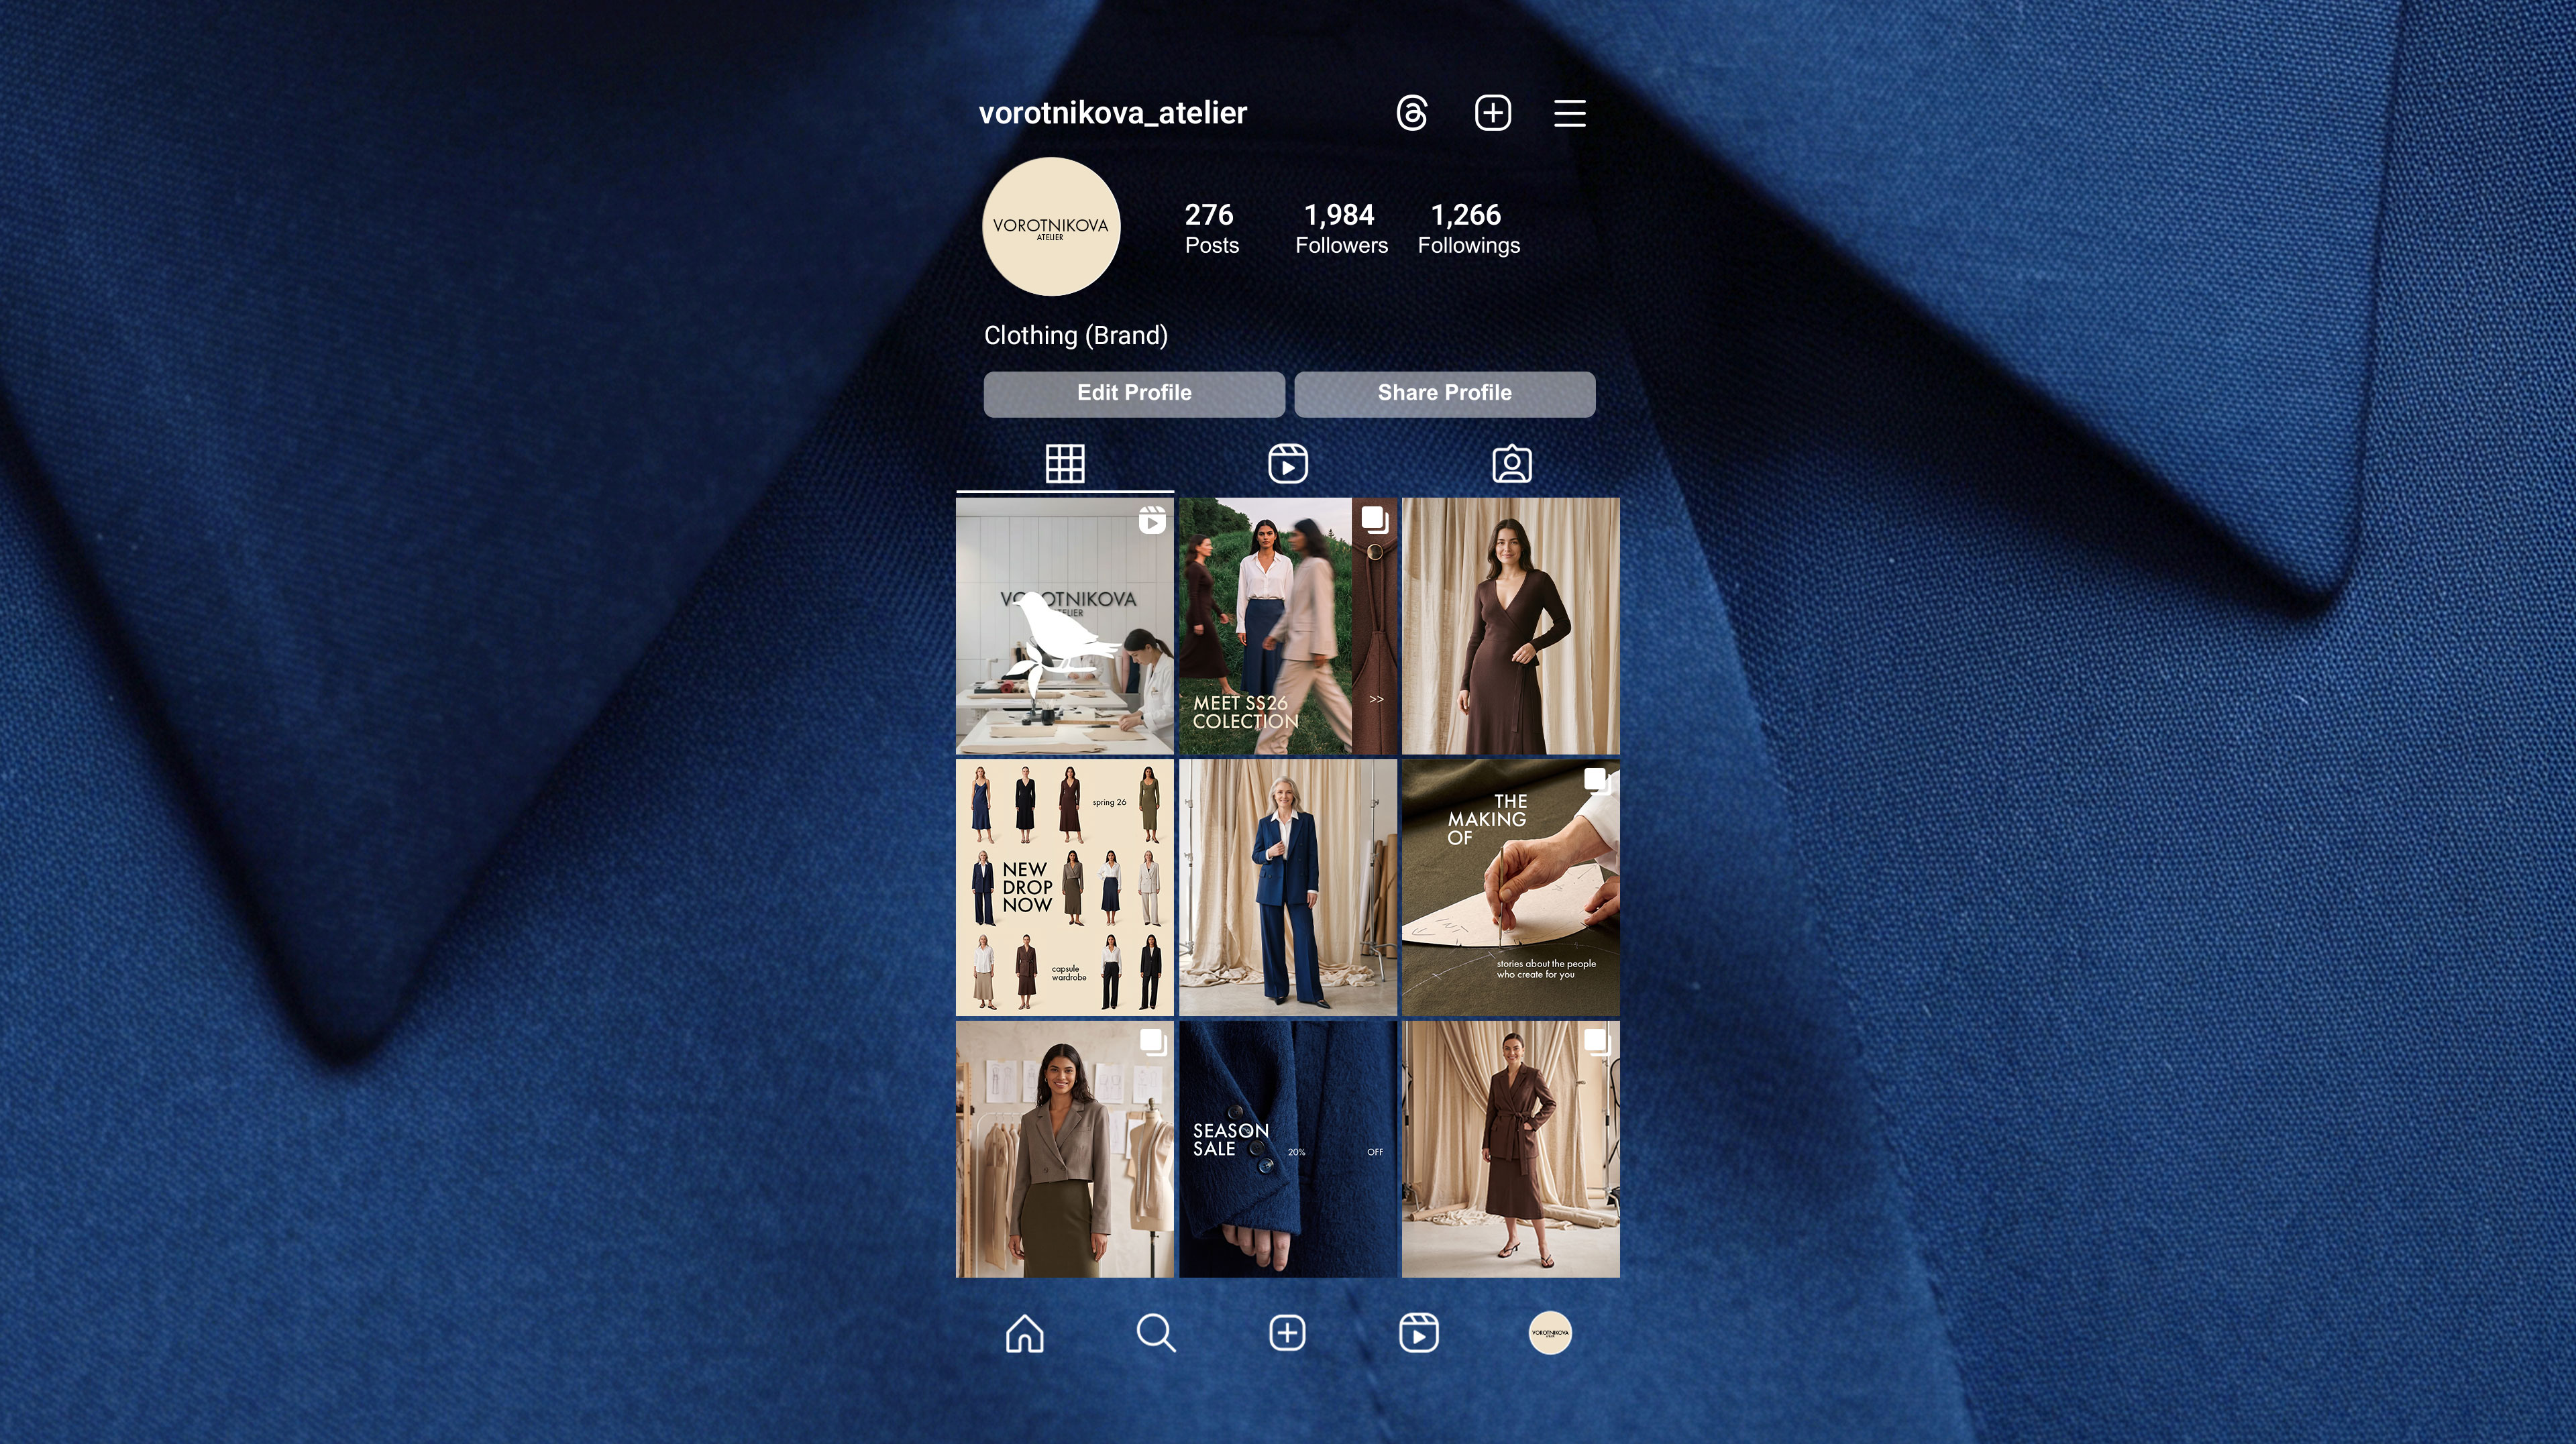 vorotnikova_atelier
VOROTNIKOVA
ATELIER
276
Posts
1,984
Followers
1,266
Followings
Clothing (Brand)
Edit Profile
Share Profile
MEET SS26
COLECTION
>>
spring 26
NEW
DROP
NOW
capsule
wardrobe
THE
MAKING
OF
stories about the people
who create for you
SEASON
SALE
20%
OFF
VOROTNIKOVA